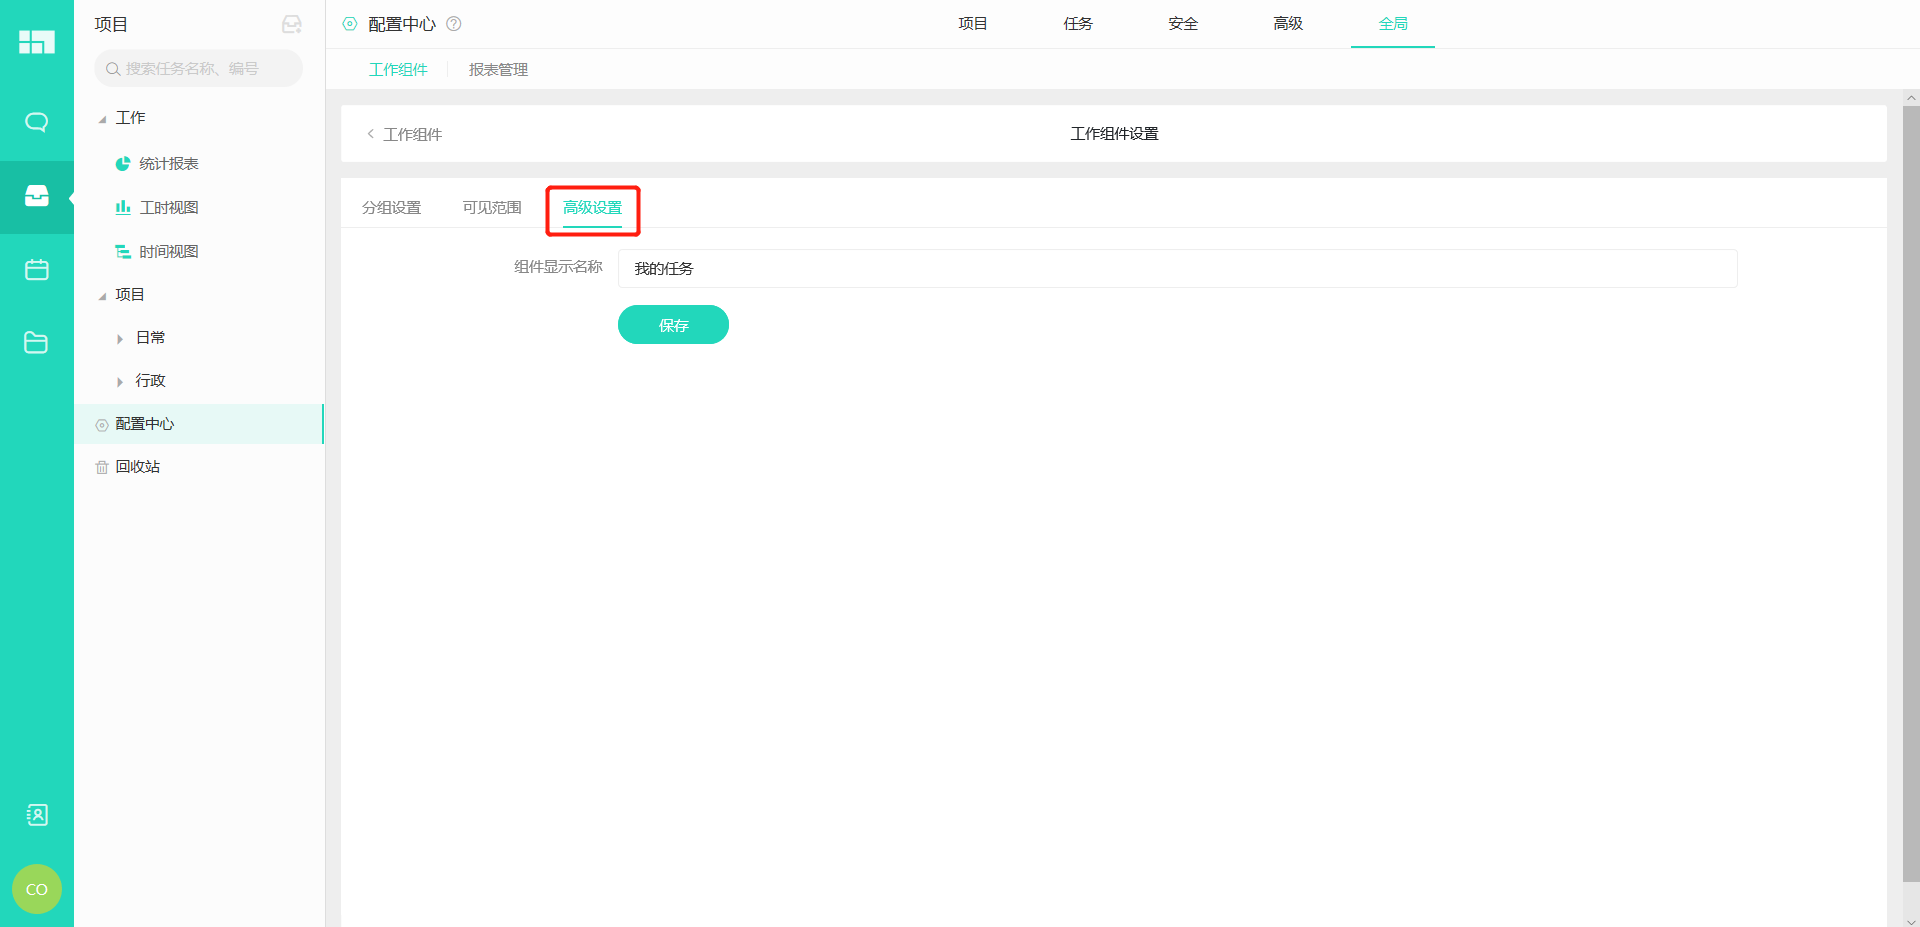 项目
搜索任务名称、编号
工作
统计报表
工时视图
时间视图
项目
日常
行政
配置中心
回收站
CO
配置中心
项目 任务 安全 高级 全局
工作组件 报表管理
工作组件 工作组件设置
分组设置 可见范围 高级设置
组件显示名称 我的任务
保存